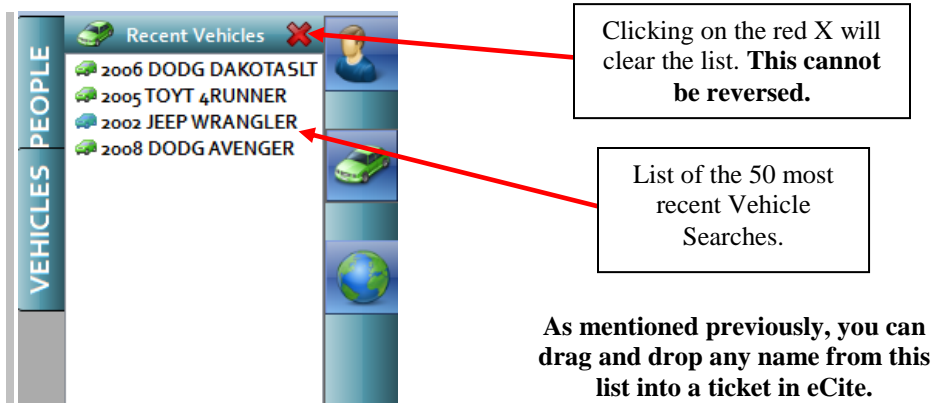 PEOPLE
VEHICLES
Recent Vehicles
2006 DODG DAKOTASLT
2005 TOYT 4RUNNER
2002 JEEP WRANGLER
2008 DODG AVENGER
Clicking on the red X will
clear the list. This cannot
be reversed.
List of the 50 most
recent Vehicle
Searches.
As mentioned previously, you can
drag and drop any name from this
list into a ticket in eCite.